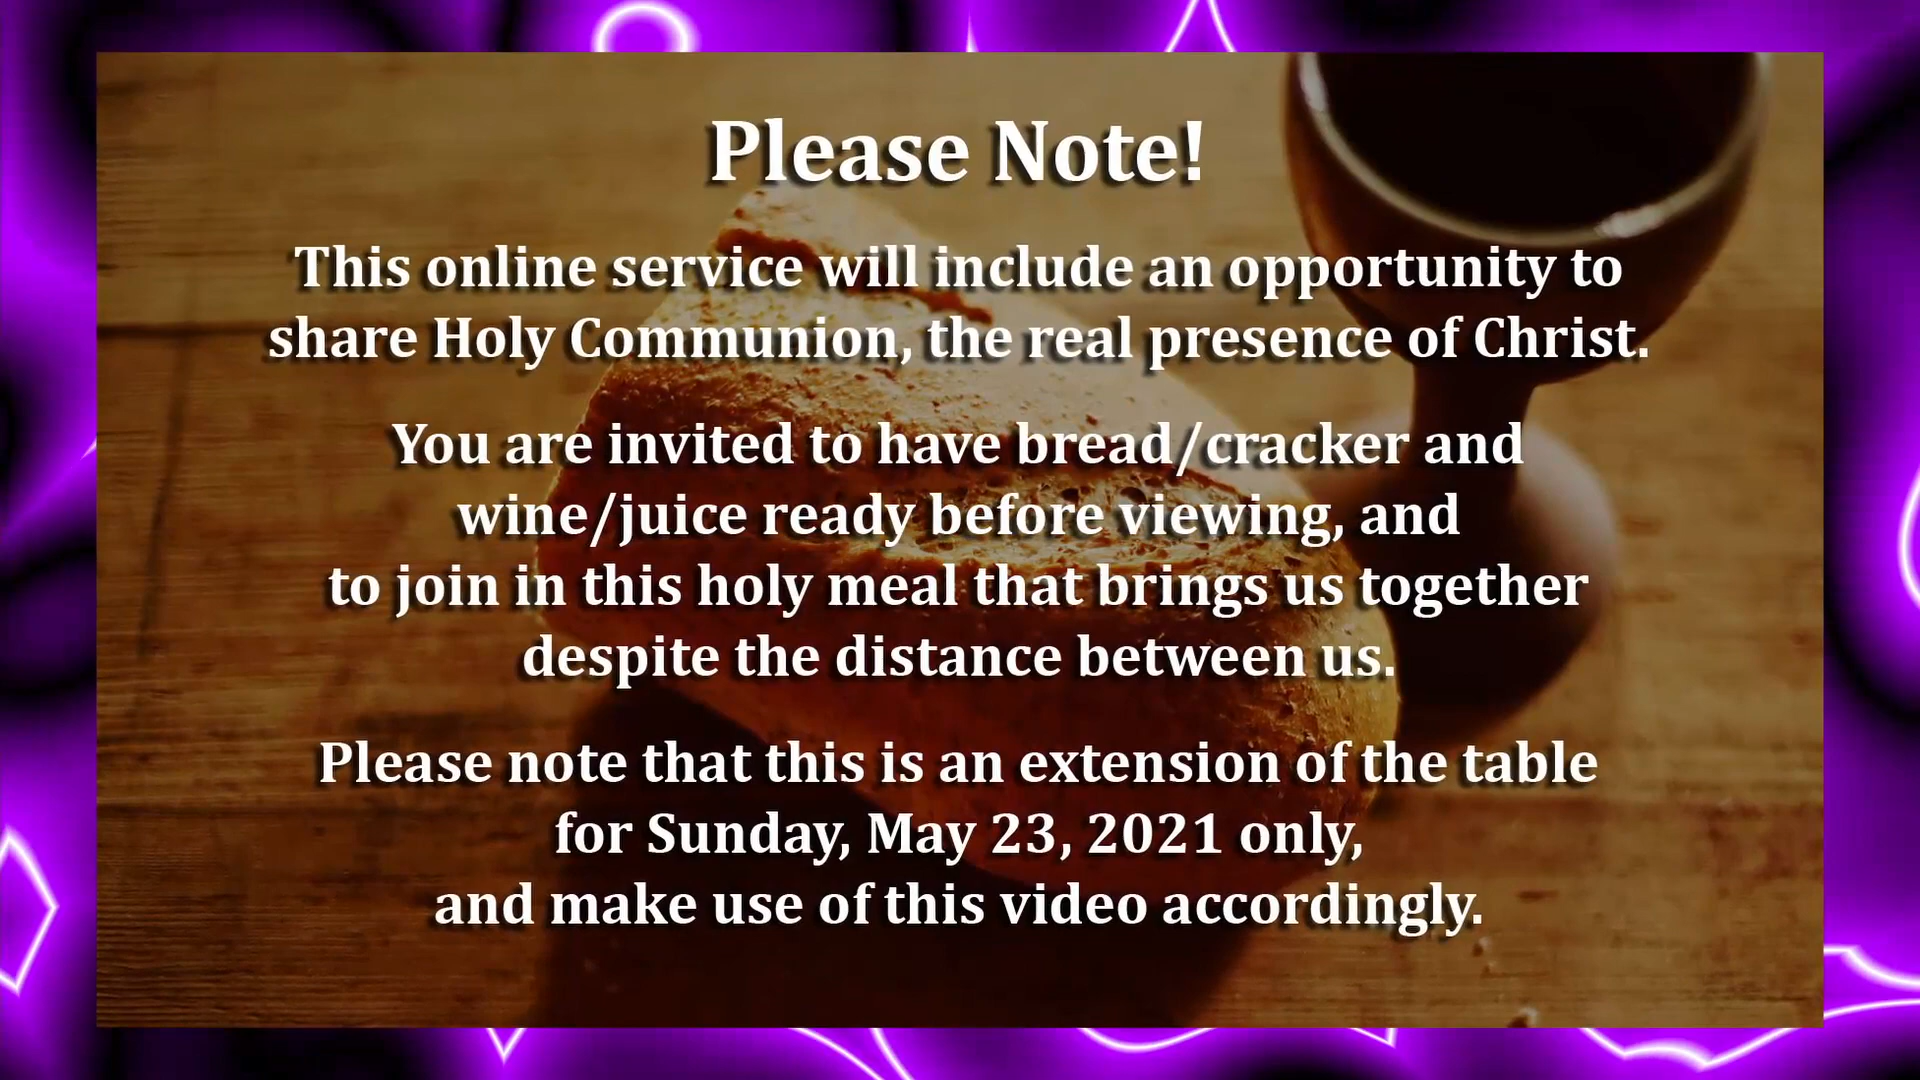 Please Note!
This online service will include an opportunity to
share Holy Communion, the real presence of Christ.
You are invited to have bread/cracker and
wine/juice ready before viewing, and
to join in this holy meal that brings us together
despite the distance between us.
Please note that this is an extension of the table
for Sunday, May 23, 2021 only,
and make use of this video accordingly.